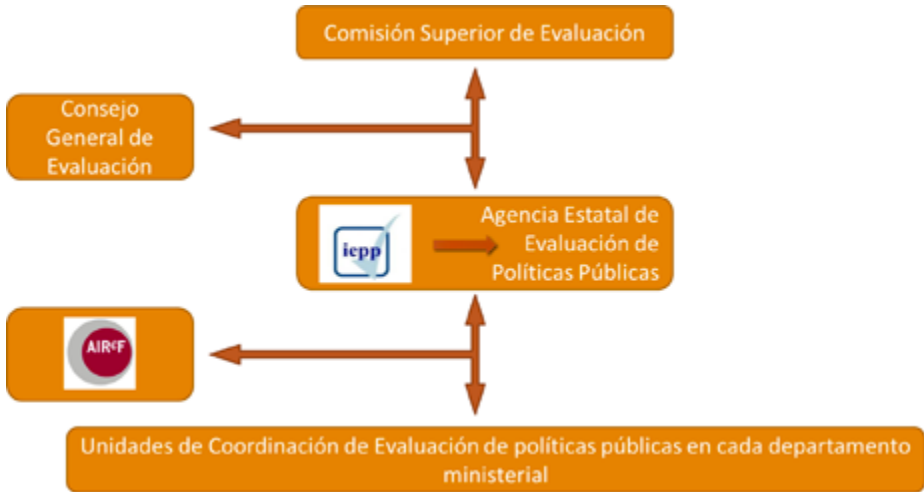 Comisión Superior de Evaluación
Consejo
General de
Evaluación
iepp
Agencia Estatal de
Evaluación de
Políticas Públicas
AIReF
Unidades de Coordinación de Evaluación de políticas públicas en cada departamento
ministerial